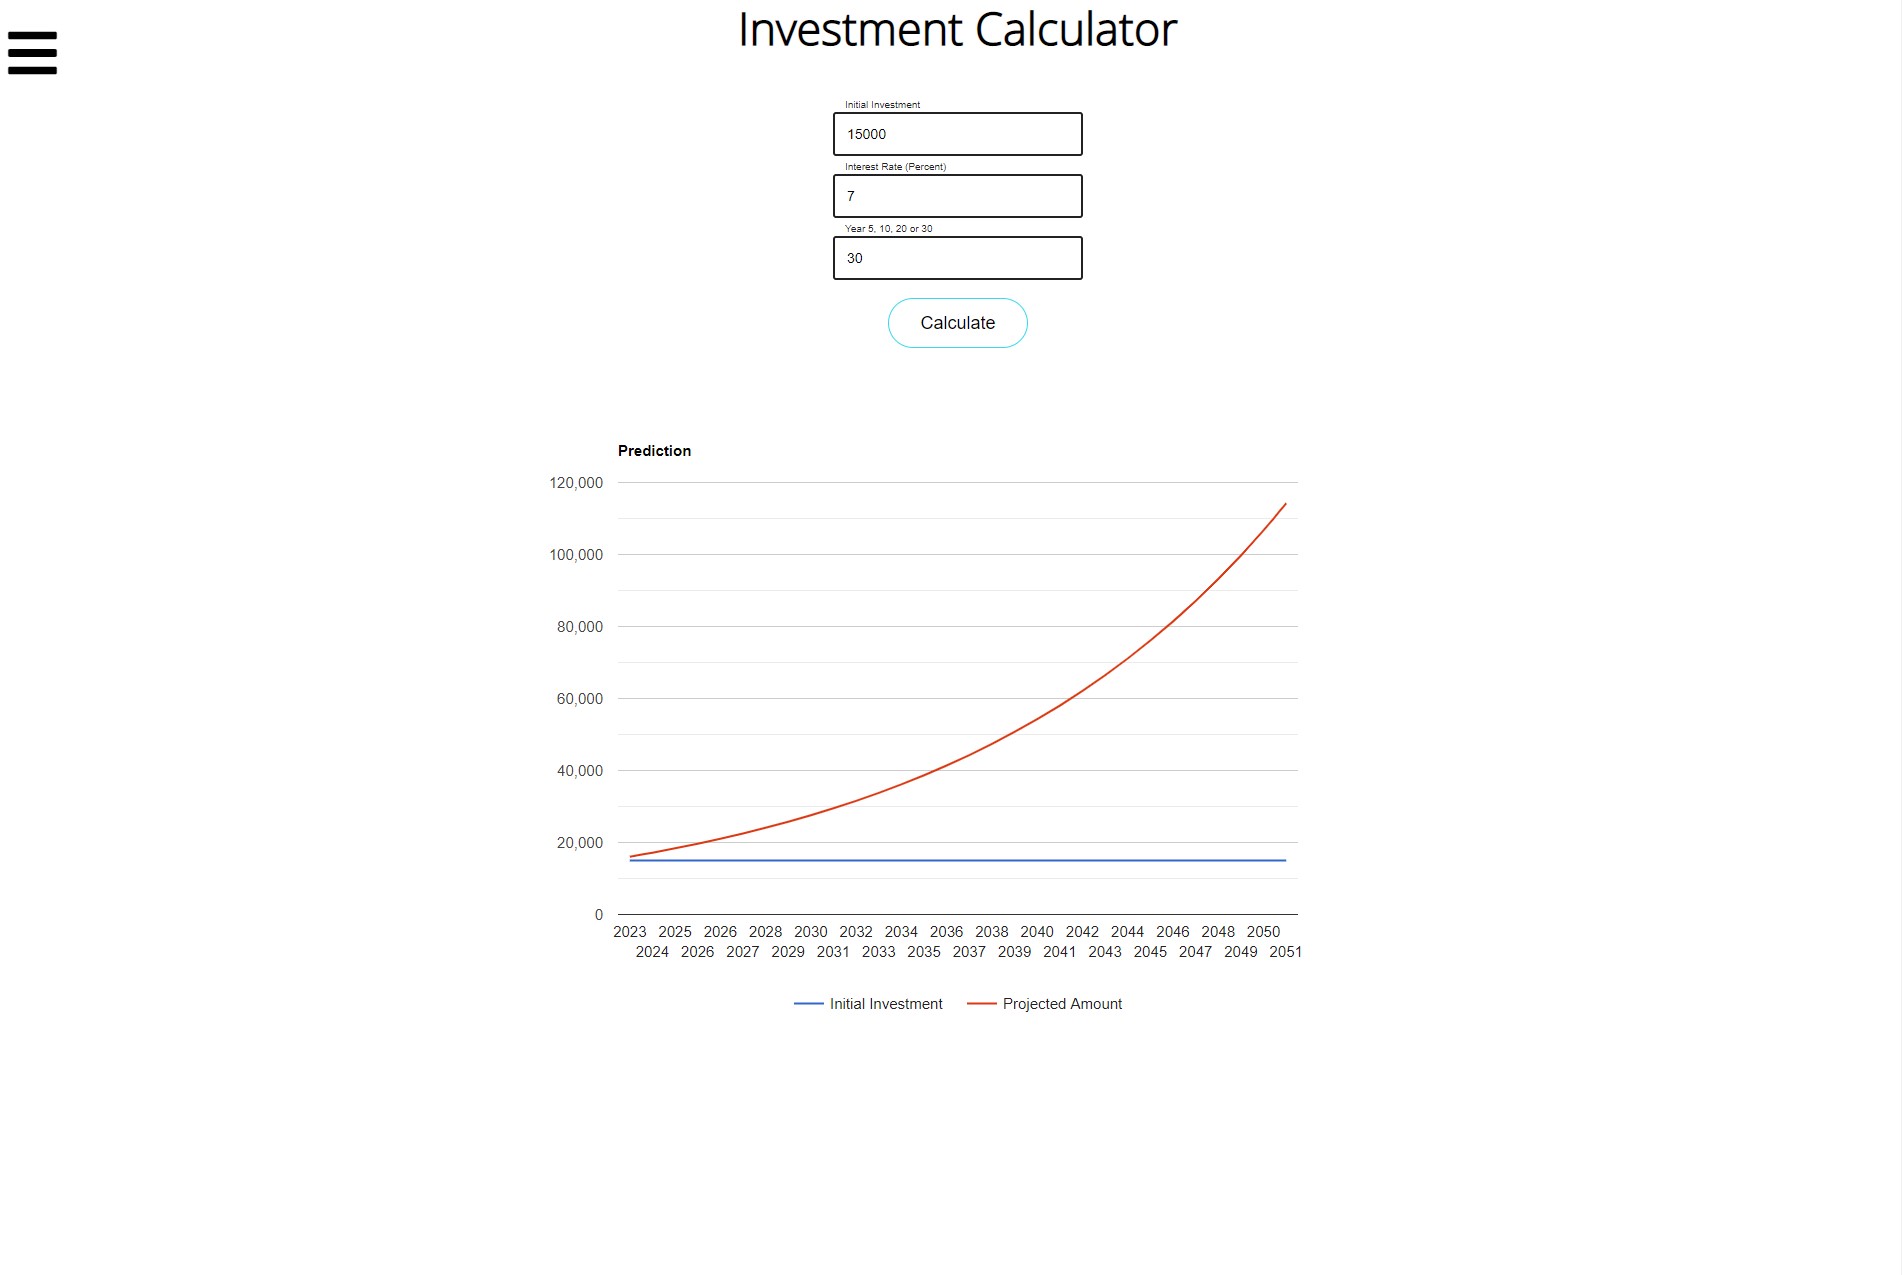 Investment Calculator
Initial Investment
15000
Interest Rate (Percent)
7
Year 5, 10, 20 or 30
30
Calculate
Prediction
120,000
100,000
80,000
60,000
40,000
20,000
0
2023 2025 2026 2028 2030 2032 2034 2036 2038 2040 2042 2044 2046 2048 2050
2024 2026 2027 2029 2031 2033 2035 2037 2039 2041 2043 2045 2047 2049 2051
Initial Investment Projected Amount